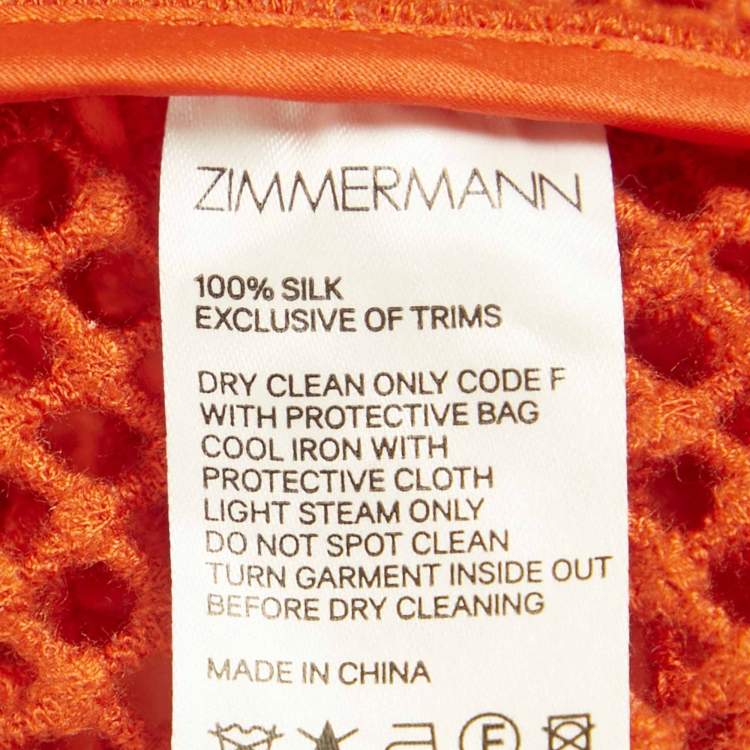 ZIMMERMANN
100% SILK
EXCLUSIVE OF TRIMS
DRY CLEAN ONLY CODE F
WITH PROTECTIVE BAG
COOL IRON WITH
PROTECTIVE CLOTH
LIGHT STEAM ONLY
DO NOT SPOT CLEAN
TURN GARMENT INSIDE OUT
BEFORE DRY CLEANING
MADE IN CHINA
F